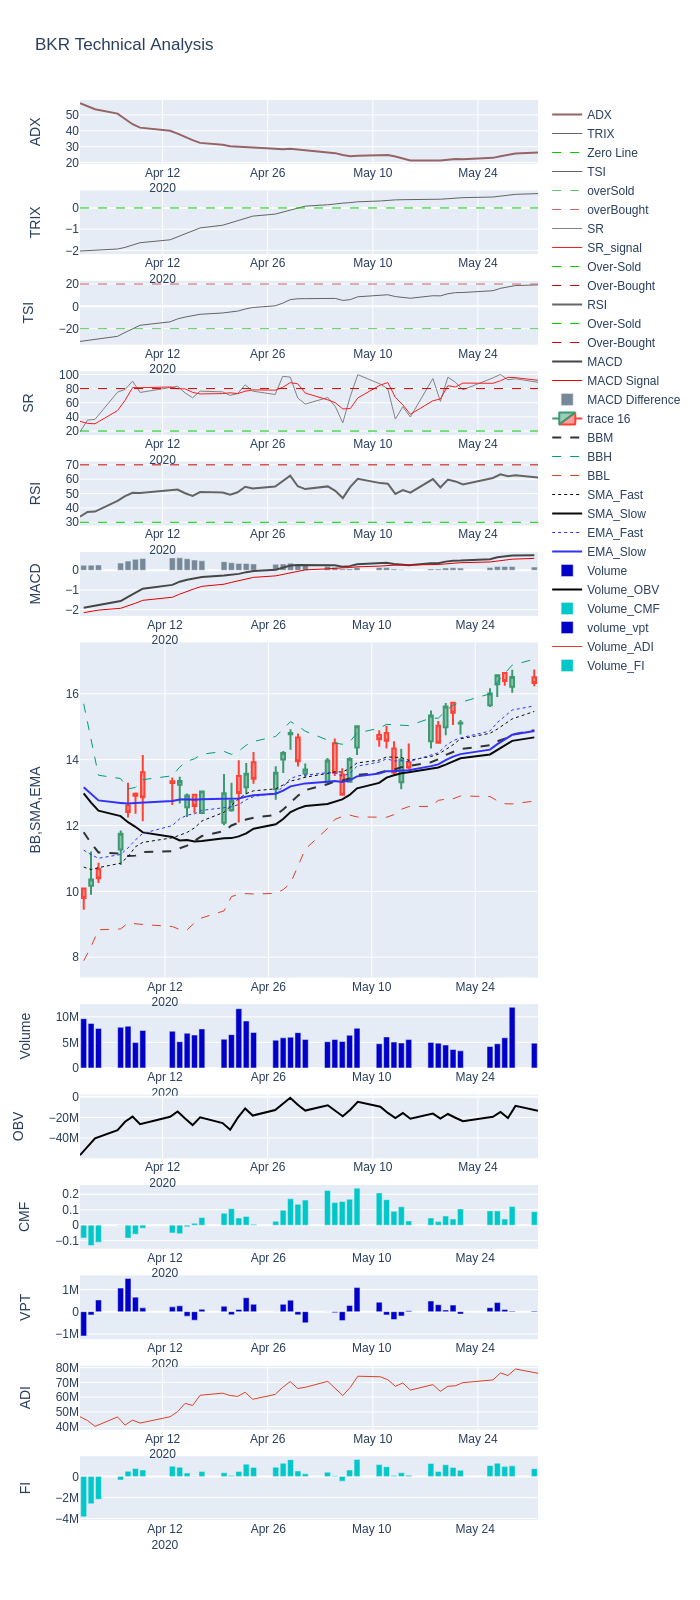 BKR Technical Analysis
ADX
50
40
30
20
Apr 12
2020
Apr 26
May 10
May 24
TRIX
0
−1
−2
Apr 12
2020
Apr 26
May 10
May 24
TSI
20
0
−20
Apr 12
2020
Apr 26
May 10
May 24
SR
100
80
60
40
20
Apr 12
2020
Apr 26
May 10
May 24
RSI
70
60
50
40
30
Apr 12
2020
Apr 26
May 10
May 24
MACD
0
−1
−2
Apr 12
2020
Apr 26
May 10
May 24
BB,SMA,EMA
16
14
12
10
8
Apr 12
2020
Apr 26
May 10
May 24
Volume
10M
5M
0
Apr 12
2020
Apr 26
May 10
May 24
OBV
0
−20M
−40M
Apr 12
2020
Apr 26
May 10
May 24
CMF
0.2
0.1
0
−0.1
Apr 12
2020
Apr 26
May 10
May 24
VPT
1M
0
−1M
Apr 12
2020
Apr 26
May 10
May 24
ADI
80M
70M
60M
50M
40M
Apr 12
2020
Apr 26
May 10
May 24
FI
0
−2M
−4M
Apr 12
2020
Apr 26
May 10
May 24
ADX
TRIX
Zero Line
TSI
overSold
overBought
SR
SR_signal
Over-Sold
Over-Bought
RSI
Over-Sold
Over-Bought
MACD
MACD Signal
MACD Difference
trace 16
BBM
BBH
BBL
SMA_Fast
SMA_Slow
EMA_Fast
EMA_Slow
Volume
Volume_OBV
Volume_CMF
volume_vpt
Volume_ADI
Volume_FI